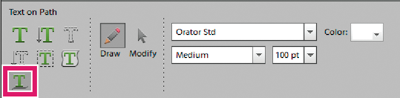 Text on Path
Orator Std
Color:
Draw
Modify
Medium
100 pt